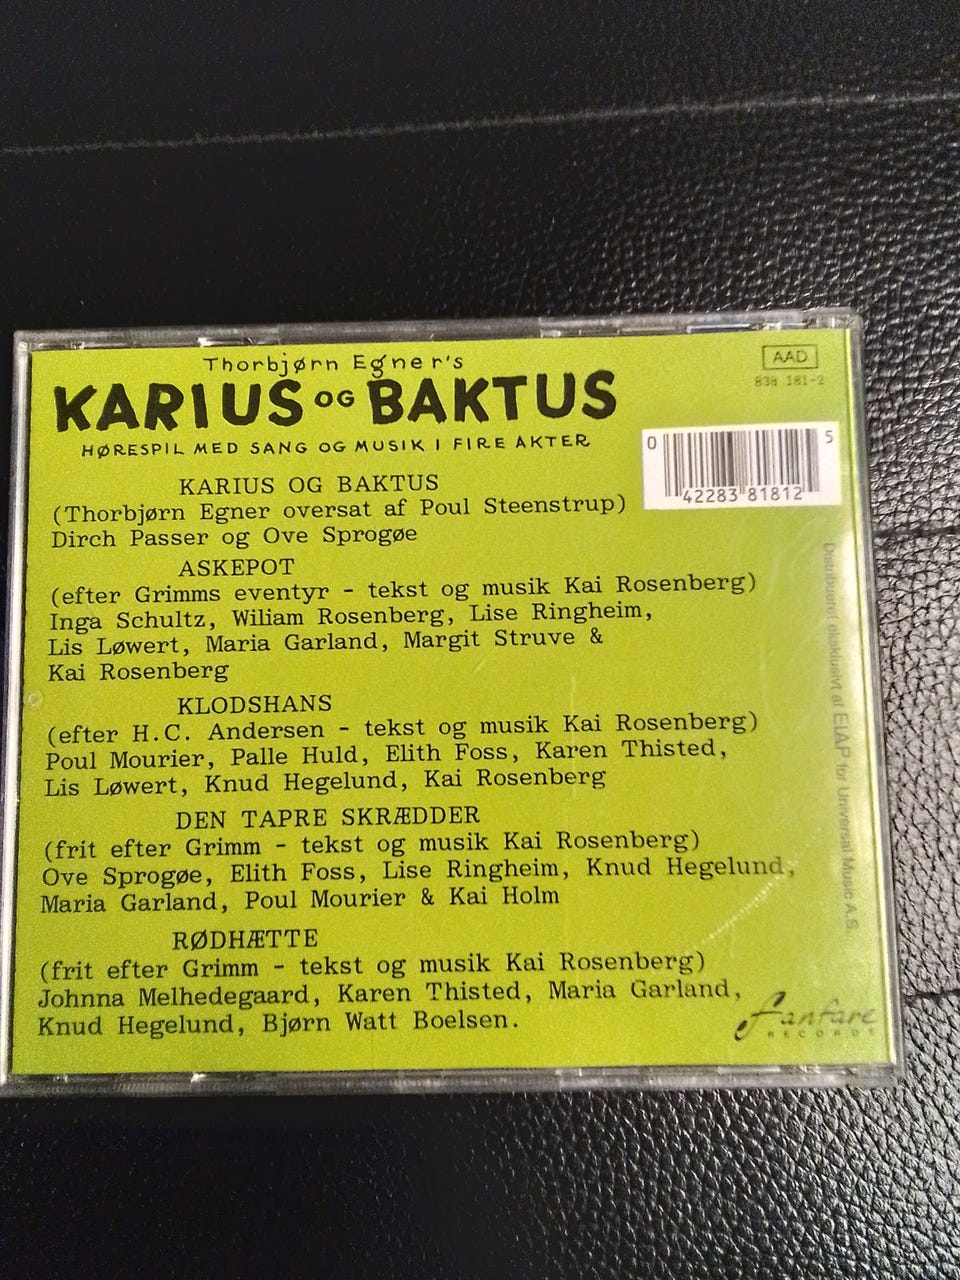 Thorbjørn Egner's
KARIUS OG BAKTUS
HØRESPIL MED SANG OG MUSIK I FIRE AKTER
AAD
838 181-2
0 42283 81812 5
KARIUS OG BAKTUS
(Thorbjørn Egner oversat af Poul Steenstrup)
Dirch Passer og Ove Sprogøe
ASKEPOT
(efter Grimms eventyr - tekst og musik Kai Rosenberg)
Inga Schultz, Wiliam Rosenberg, Lise Ringheim,
Lis Løwert, Maria Garland, Margit Struve &
Kai Rosenberg
KLODSHANS
(efter H.C. Andersen - tekst og musik Kai Rosenberg)
Poul Mourier, Palle Huld, Elith Foss, Karen Thisted,
Lis Løwert, Knud Hegelund, Kai Rosenberg
DEN TAPRE SKRÆDDER
(frit efter Grimm - tekst og musik Kai Rosenberg)
Ove Sprogøe, Elith Foss, Lise Ringheim, Knud Hegelund,
Maria Garland, Poul Mourier & Kai Holm
RØDHÆTTE
(frit efter Grimm - tekst og musik Kai Rosenberg)
Johnna Melhedegaard, Karen Thisted, Maria Garland,
Knud Hegelund, Bjørn Watt Boelsen.
Distribueret eksklusivt af ElAP for Universal Music A.S.
fanfare
RECORDS